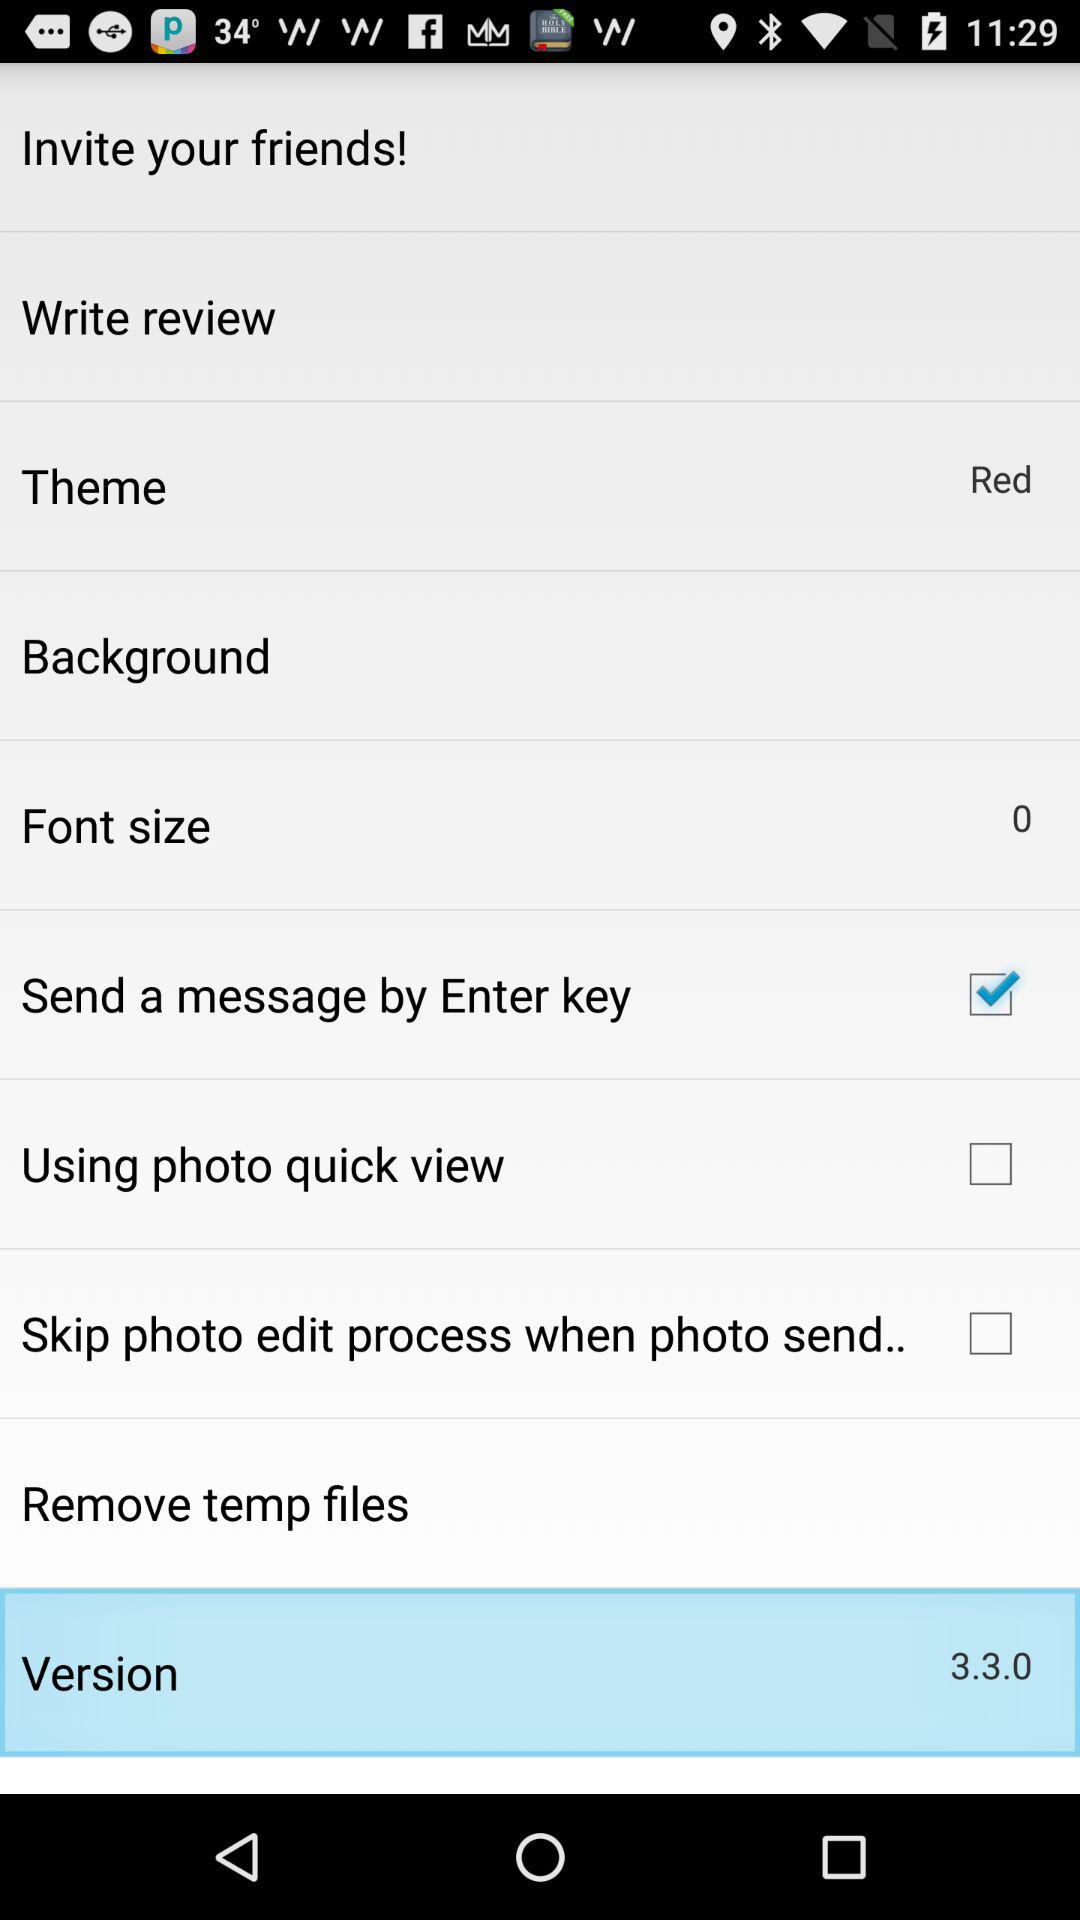 34° 11:29
Invite your friends!
Write review
Theme Red
Background
Font size 0
Send a message by Enter key
Using photo quick view
Skip photo edit process when photo send..
Remove temp files
Version 3.3.0